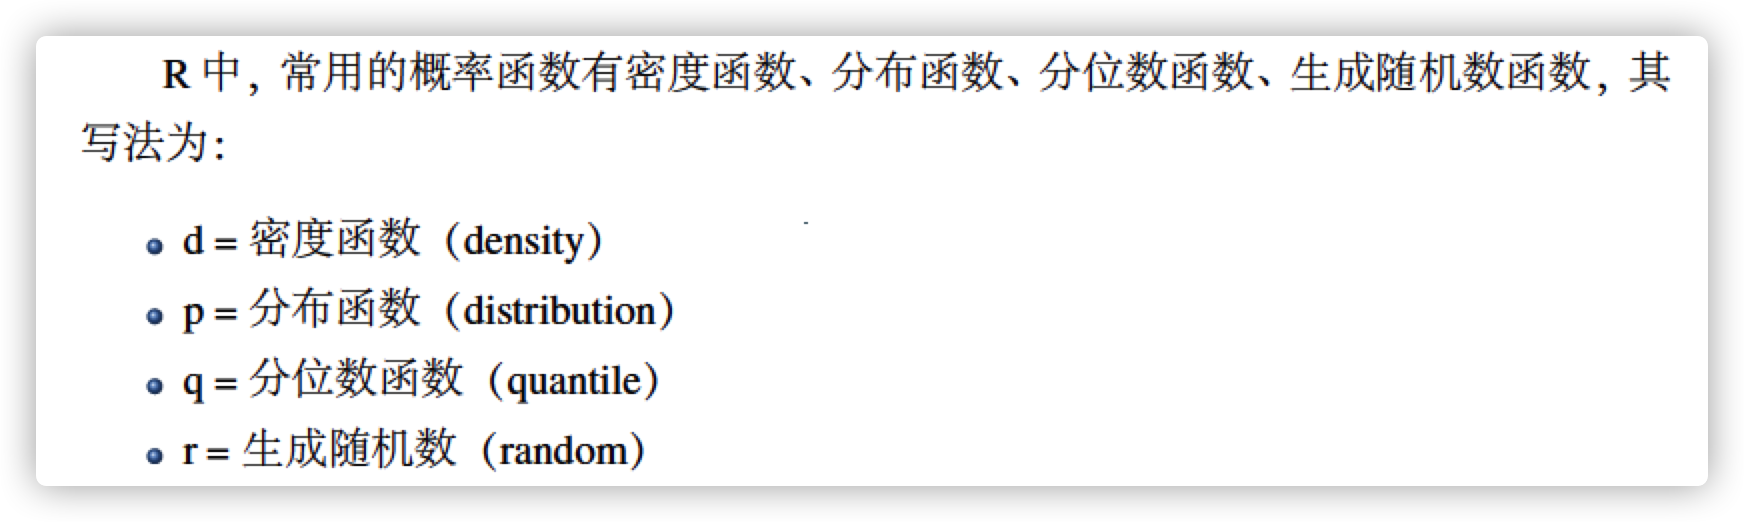 R 中，常用的概率函数有密度函数、分布函数、分位数函数、生成随机数函数，其
写法为：
d = 密度函数（density）
p = 分布函数（distribution）
q = 分位数函数（quantile）
r = 生成随机数（random）